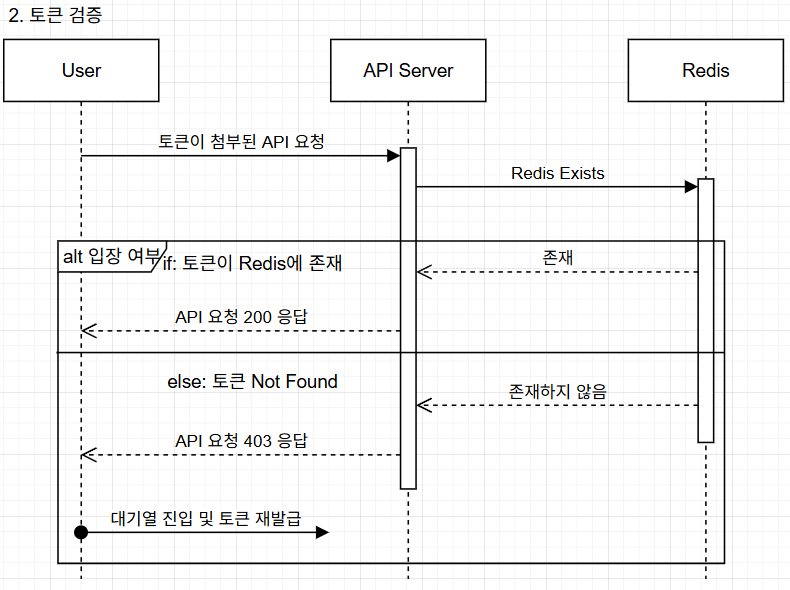 2. 토큰 검증
User
API Server
Redis
토큰이 첨부된 API 요청
Redis Exists
alt 입장 여부
if: 토큰이 Redis에 존재
존재
API 요청 200 응답
else: 토큰 Not Found
존재하지 않음
API 요청 403 응답
대기열 진입 및 토큰 재발급